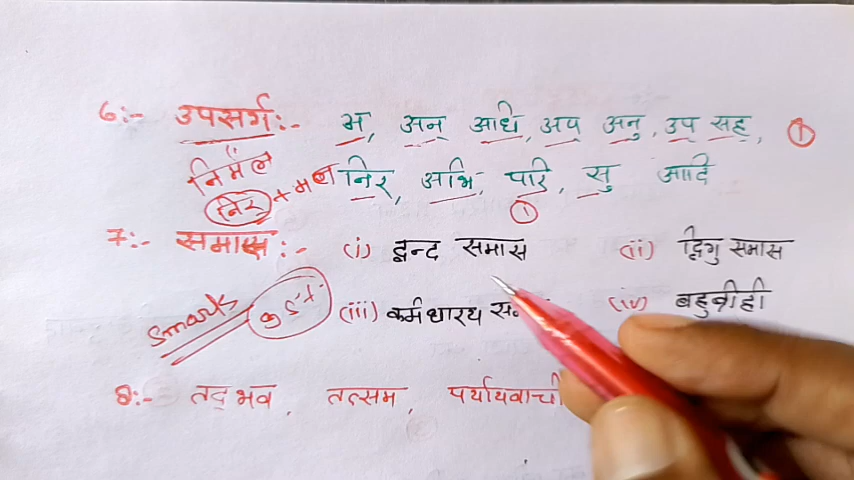 6:- उपसर्ग:- अ, अन् अधि, अप् अनु, उप् सह्, ①
निर्मल निर, अभि, परि, सु आदि
निर + मल ①
7:- समास :- (i) द्वन्द समास (ii) द्विगु समास
5marks (iii) कर्मधारय (iv) बहुब्रीही
8:- तद्भव, तत्सम, पर्यायवाची